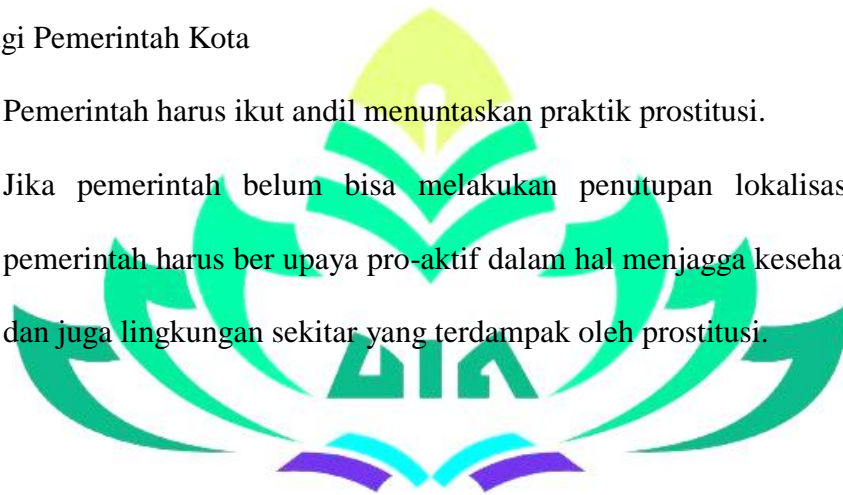 gi Pemerintah Kota
Pemerintah harus ikut andil menuntaskan praktik prostitusi.
Jika pemerintah belum bisa melakukan penutupan lokalisas
pemerintah harus ber upaya pro-aktif dalam hal menjagga keseha
dan juga lingkungan sekitar yang terdampak oleh prostitusi.